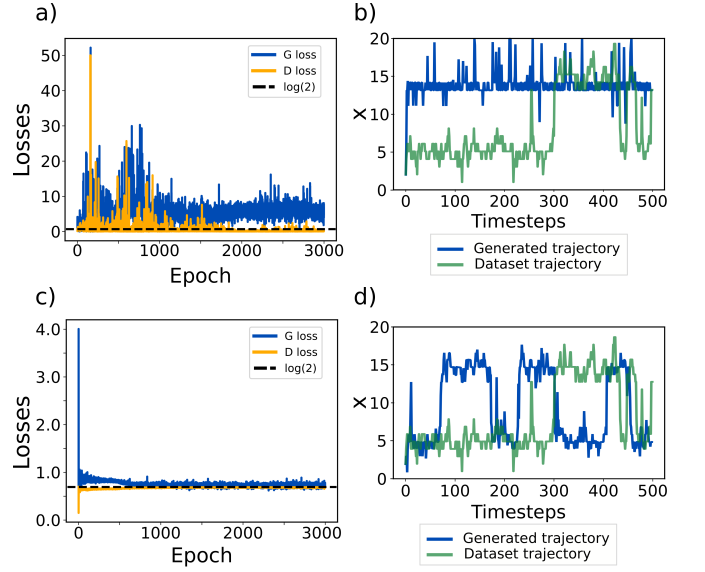 a)
50
40
30
20
10
0
Losses
G loss
D loss
log(2)
0
1000
2000
3000
Epoch
b)
20
15
10
5
0
x
0
100
200
300
400
500
Timesteps
Generated trajectory
Dataset trajectory
c)
4.0
3.0
2.0
1.0
0.0
Losses
G loss
D loss
log(2)
0
1000
2000
3000
Epoch
d)
20
15
10
5
0
x
0
100
200
300
400
500
Timesteps
Generated trajectory
Dataset trajectory